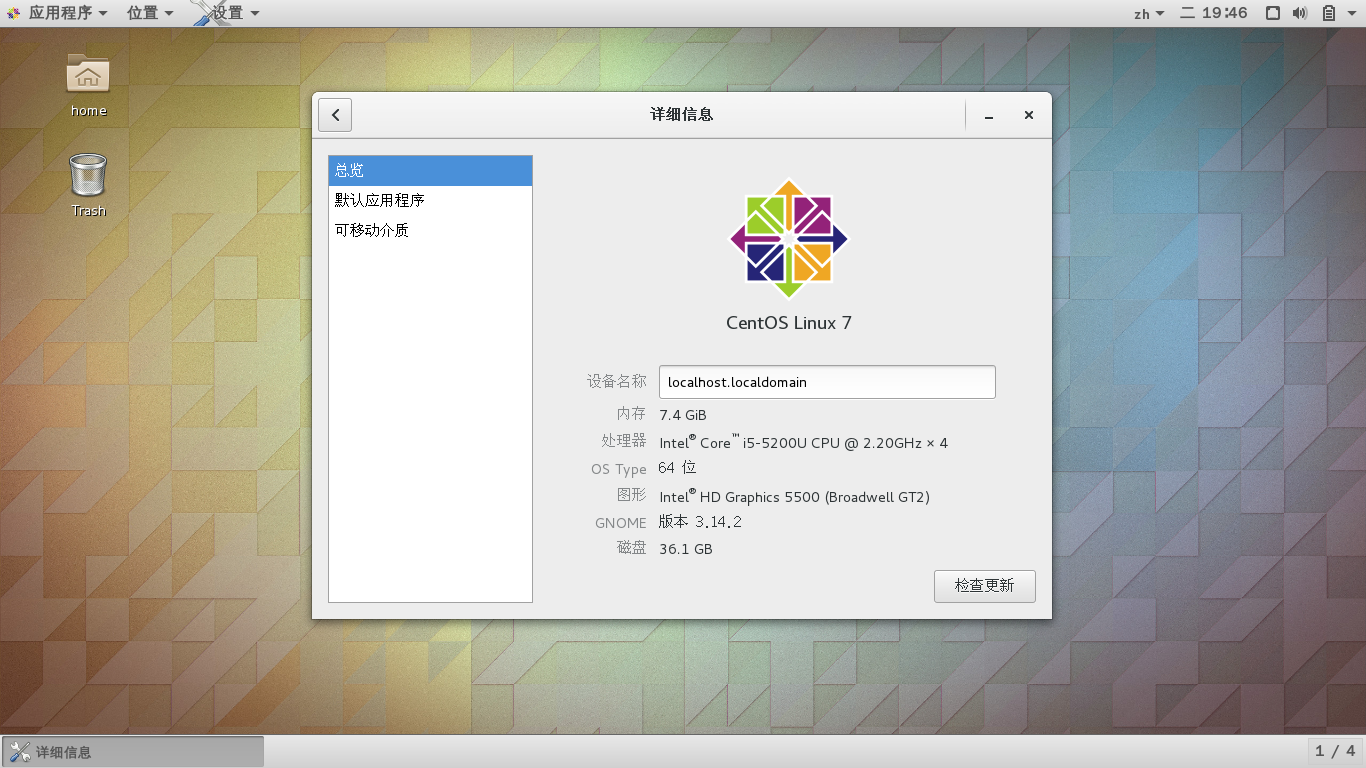 应用程序 位置 设置 zh 二 19:46
home
Trash
详细信息
总览
默认应用程序
可移动介质
CentOS Linux 7
设备名称 localhost.localdomain
内存 7.4 GiB
处理器 Intel® Core™ i5-5200U CPU @ 2.20GHz × 4
OS Type 64 位
图形 Intel® HD Graphics 5500 (Broadwell GT2)
GNOME 版本 3.14.2
磁盘 36.1 GB
检查更新
详细信息 1 / 4